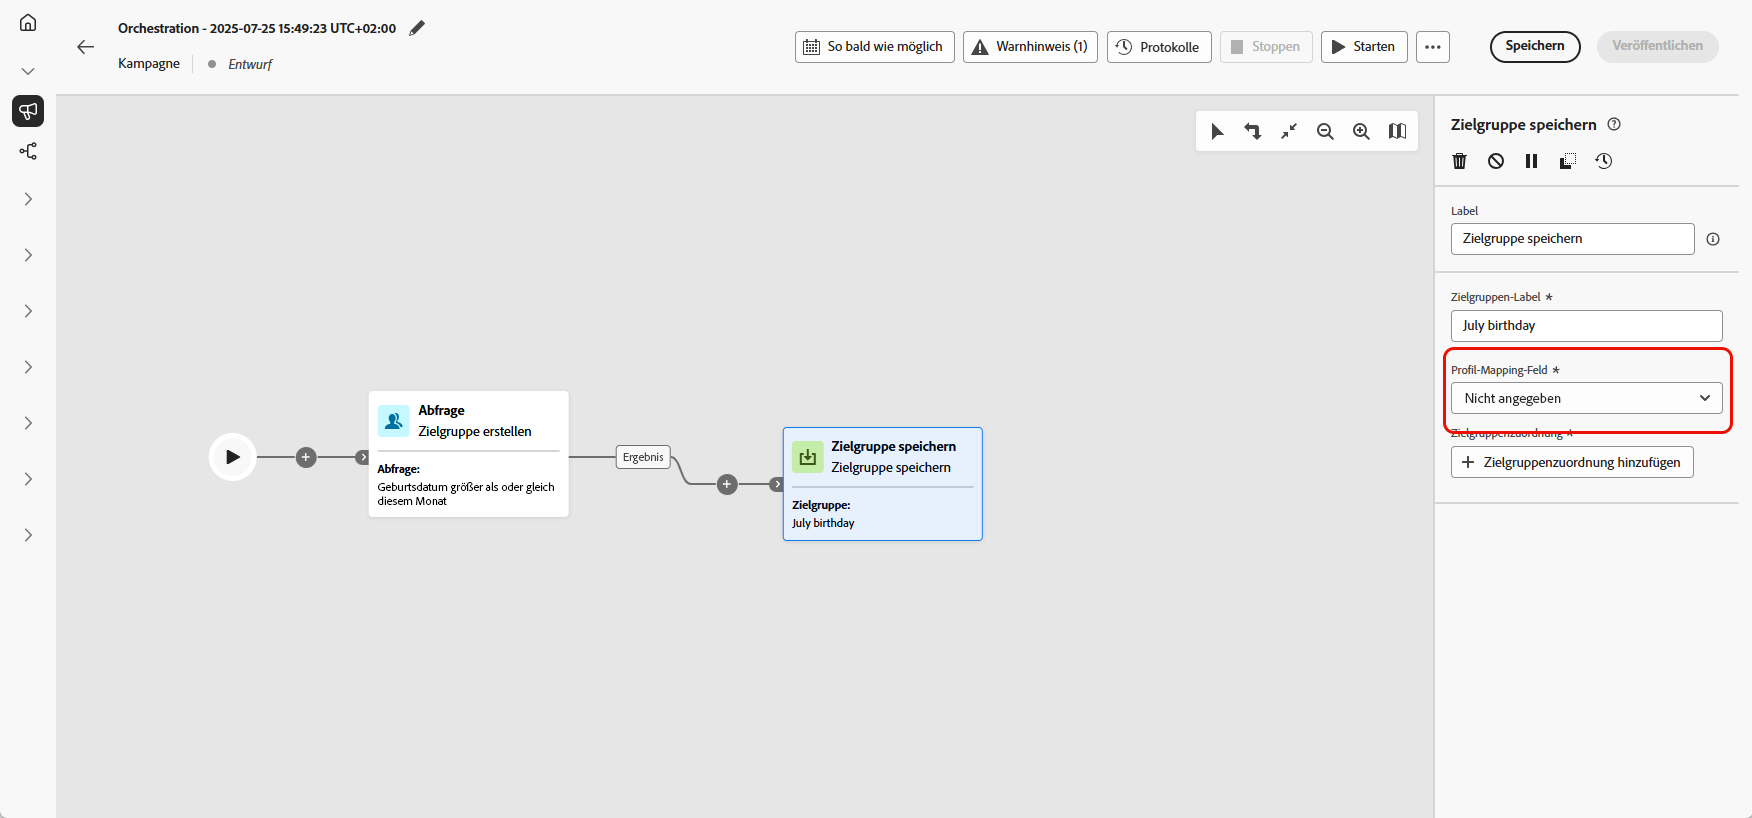 Orchestration - 2025-07-25 15:49:23 UTC+02:00
Kampagne
Entwurf
So bald wie möglich
Warnhinweis (1)
Protokolle
Stoppen
Starten
Speichern
Veröffentlichen
Abfrage
Zielgruppe erstellen
Abfrage:
Geburtsdatum größer als oder gleich
diesem Monat
Ergebnis
Zielgruppe speichern
Zielgruppe speichern
Zielgruppe:
July birthday
Zielgruppe speichern
Label
Zielgruppe speichern
Zielgruppen-Label *
July birthday
Profil-Mapping-Feld *
Nicht angegeben
Zielgruppenzuordnung *
Zielgruppenzuordnung hinzufügen